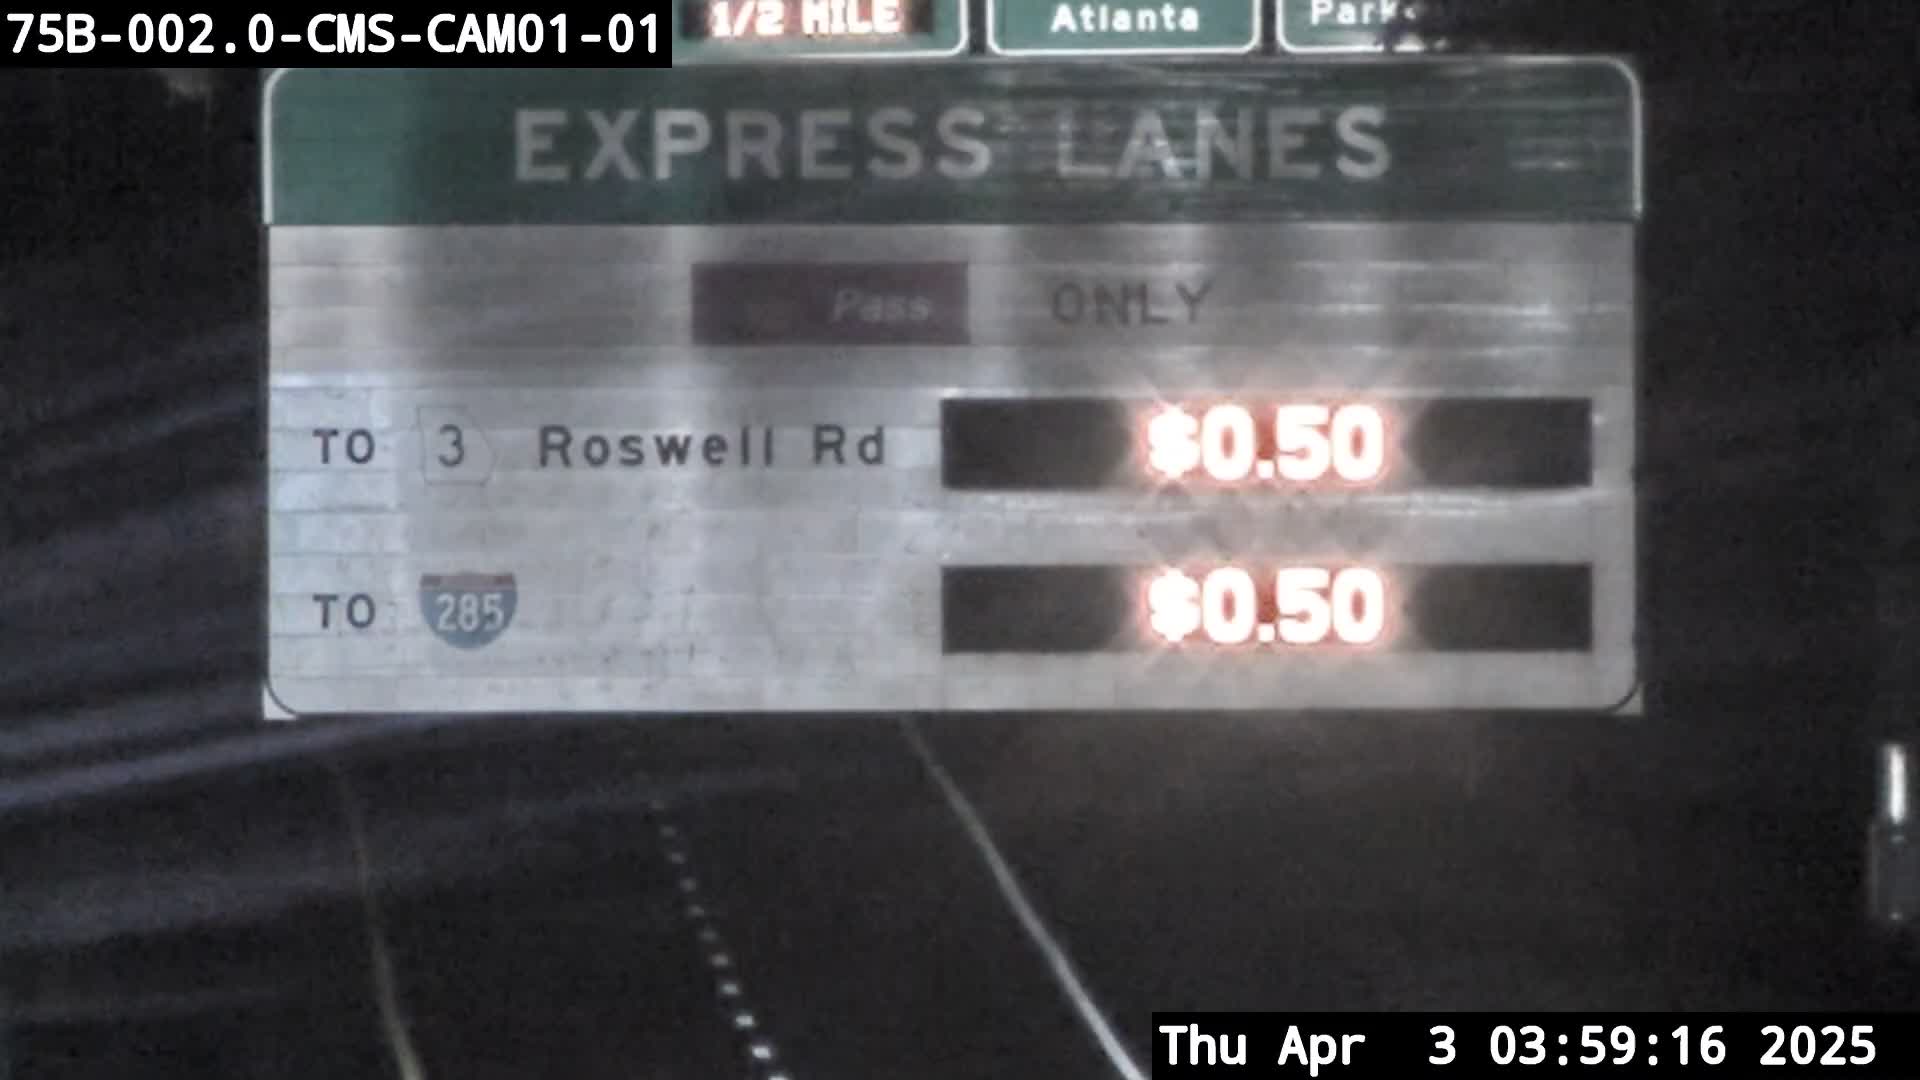 75B-002.0-CMS-CAM01-01
1/2 MILE
Atlanta
EXPRESS LANES
Pass ONLY
TO 3 Roswell Rd $0.50
TO 285 $0.50
Thu Apr 3 03:59:16 2025